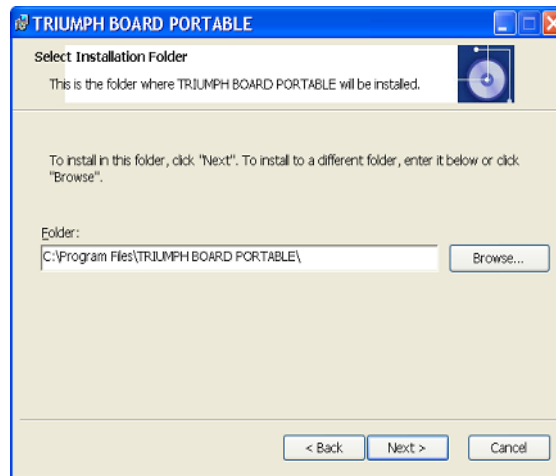 TRIUMPH BOARD PORTABLE
Select Installation Folder
This is the folder where TRIUMPH BOARD PORTABLE will be installed.
To install in this folder, click "Next". To install to a different folder, enter it below or click
"Browse".
Folder:
C:\Program Files\TRIUMPH BOARD PORTABLE\
Browse...
< Back
Next >
Cancel